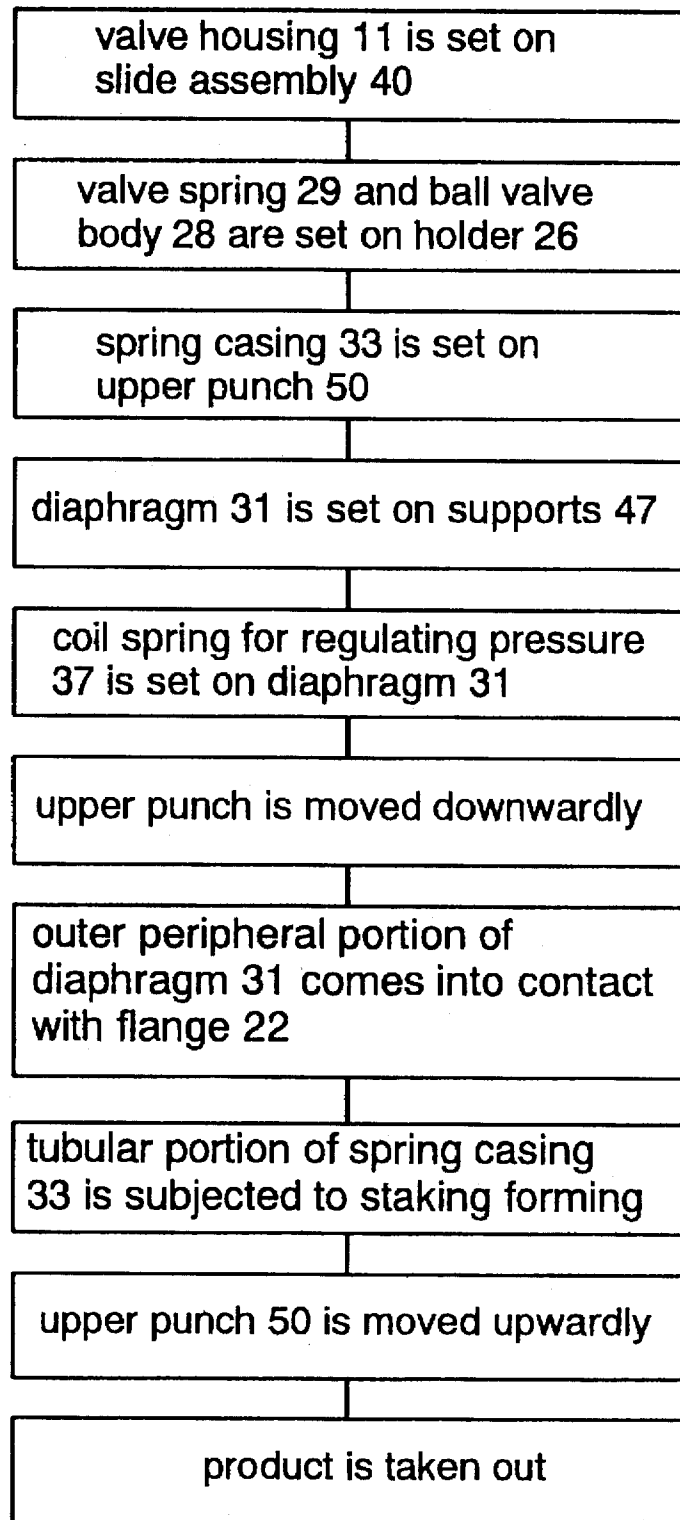 valve housing 11 is set on
slide assembly 40
valve spring 29 and ball valve
body 28 are set on holder 26
spring casing 33 is set on
upper punch 50
diaphragm 31 is set on supports 47
coil spring for regulating pressure
37 is set on diaphragm 31
upper punch is moved downwardly
outer peripheral portion of
diaphragm 31 comes into contact
with flange 22
tubular portion of spring casing
33 is subjected to staking forming
upper punch 50 is moved upwardly
product is taken out